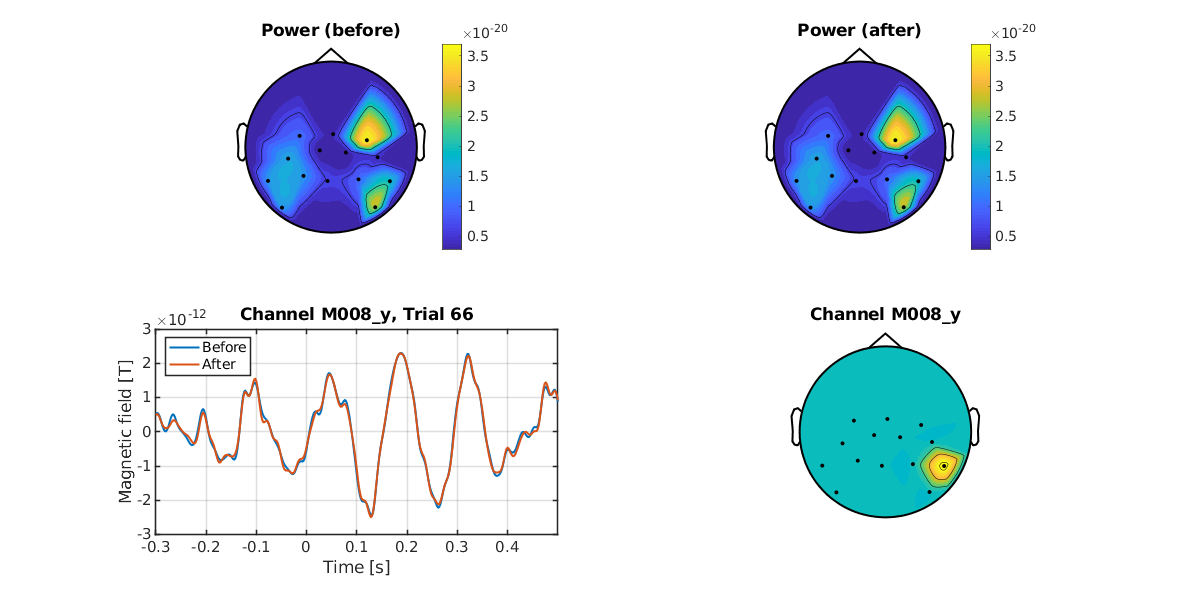 Power (before)
×10-20
3.5
3
2.5
2
1.5
1
0.5
Power (after)
×10-20
3.5
3
2.5
2
1.5
1
0.5
Channel M008_y, Trial 66
×10-12
Before
After
3
2
1
0
-1
-2
-3
Magnetic field [T]
-0.3 -0.2 -0.1 0 0.1 0.2 0.3 0.4
Time [s]
Channel M008_y